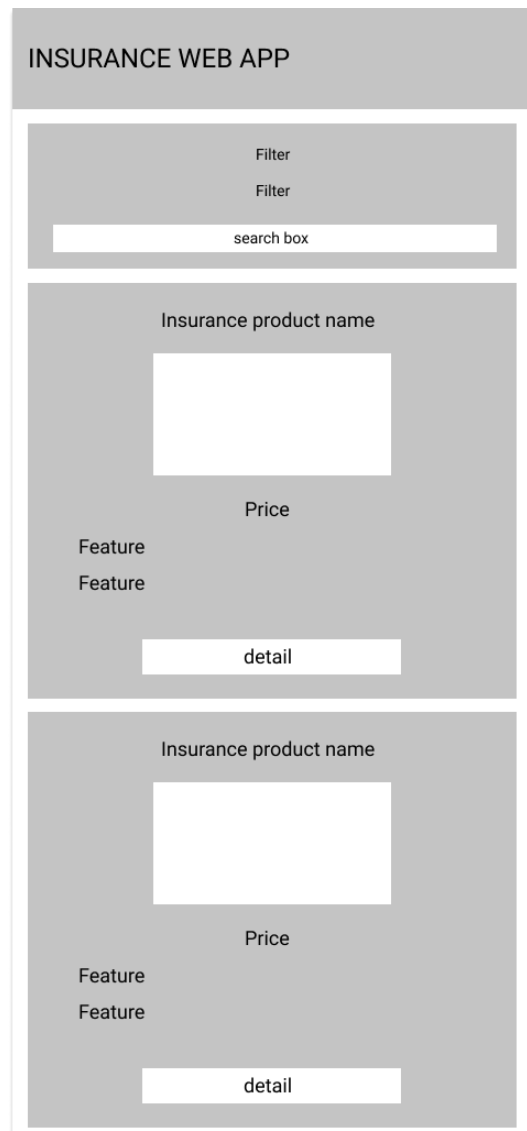 INSURANCE WEB APP
Filter
Filter
search box
Insurance product name
Price
Feature
Feature
detail
Insurance product name
Price
Feature
Feature
detail